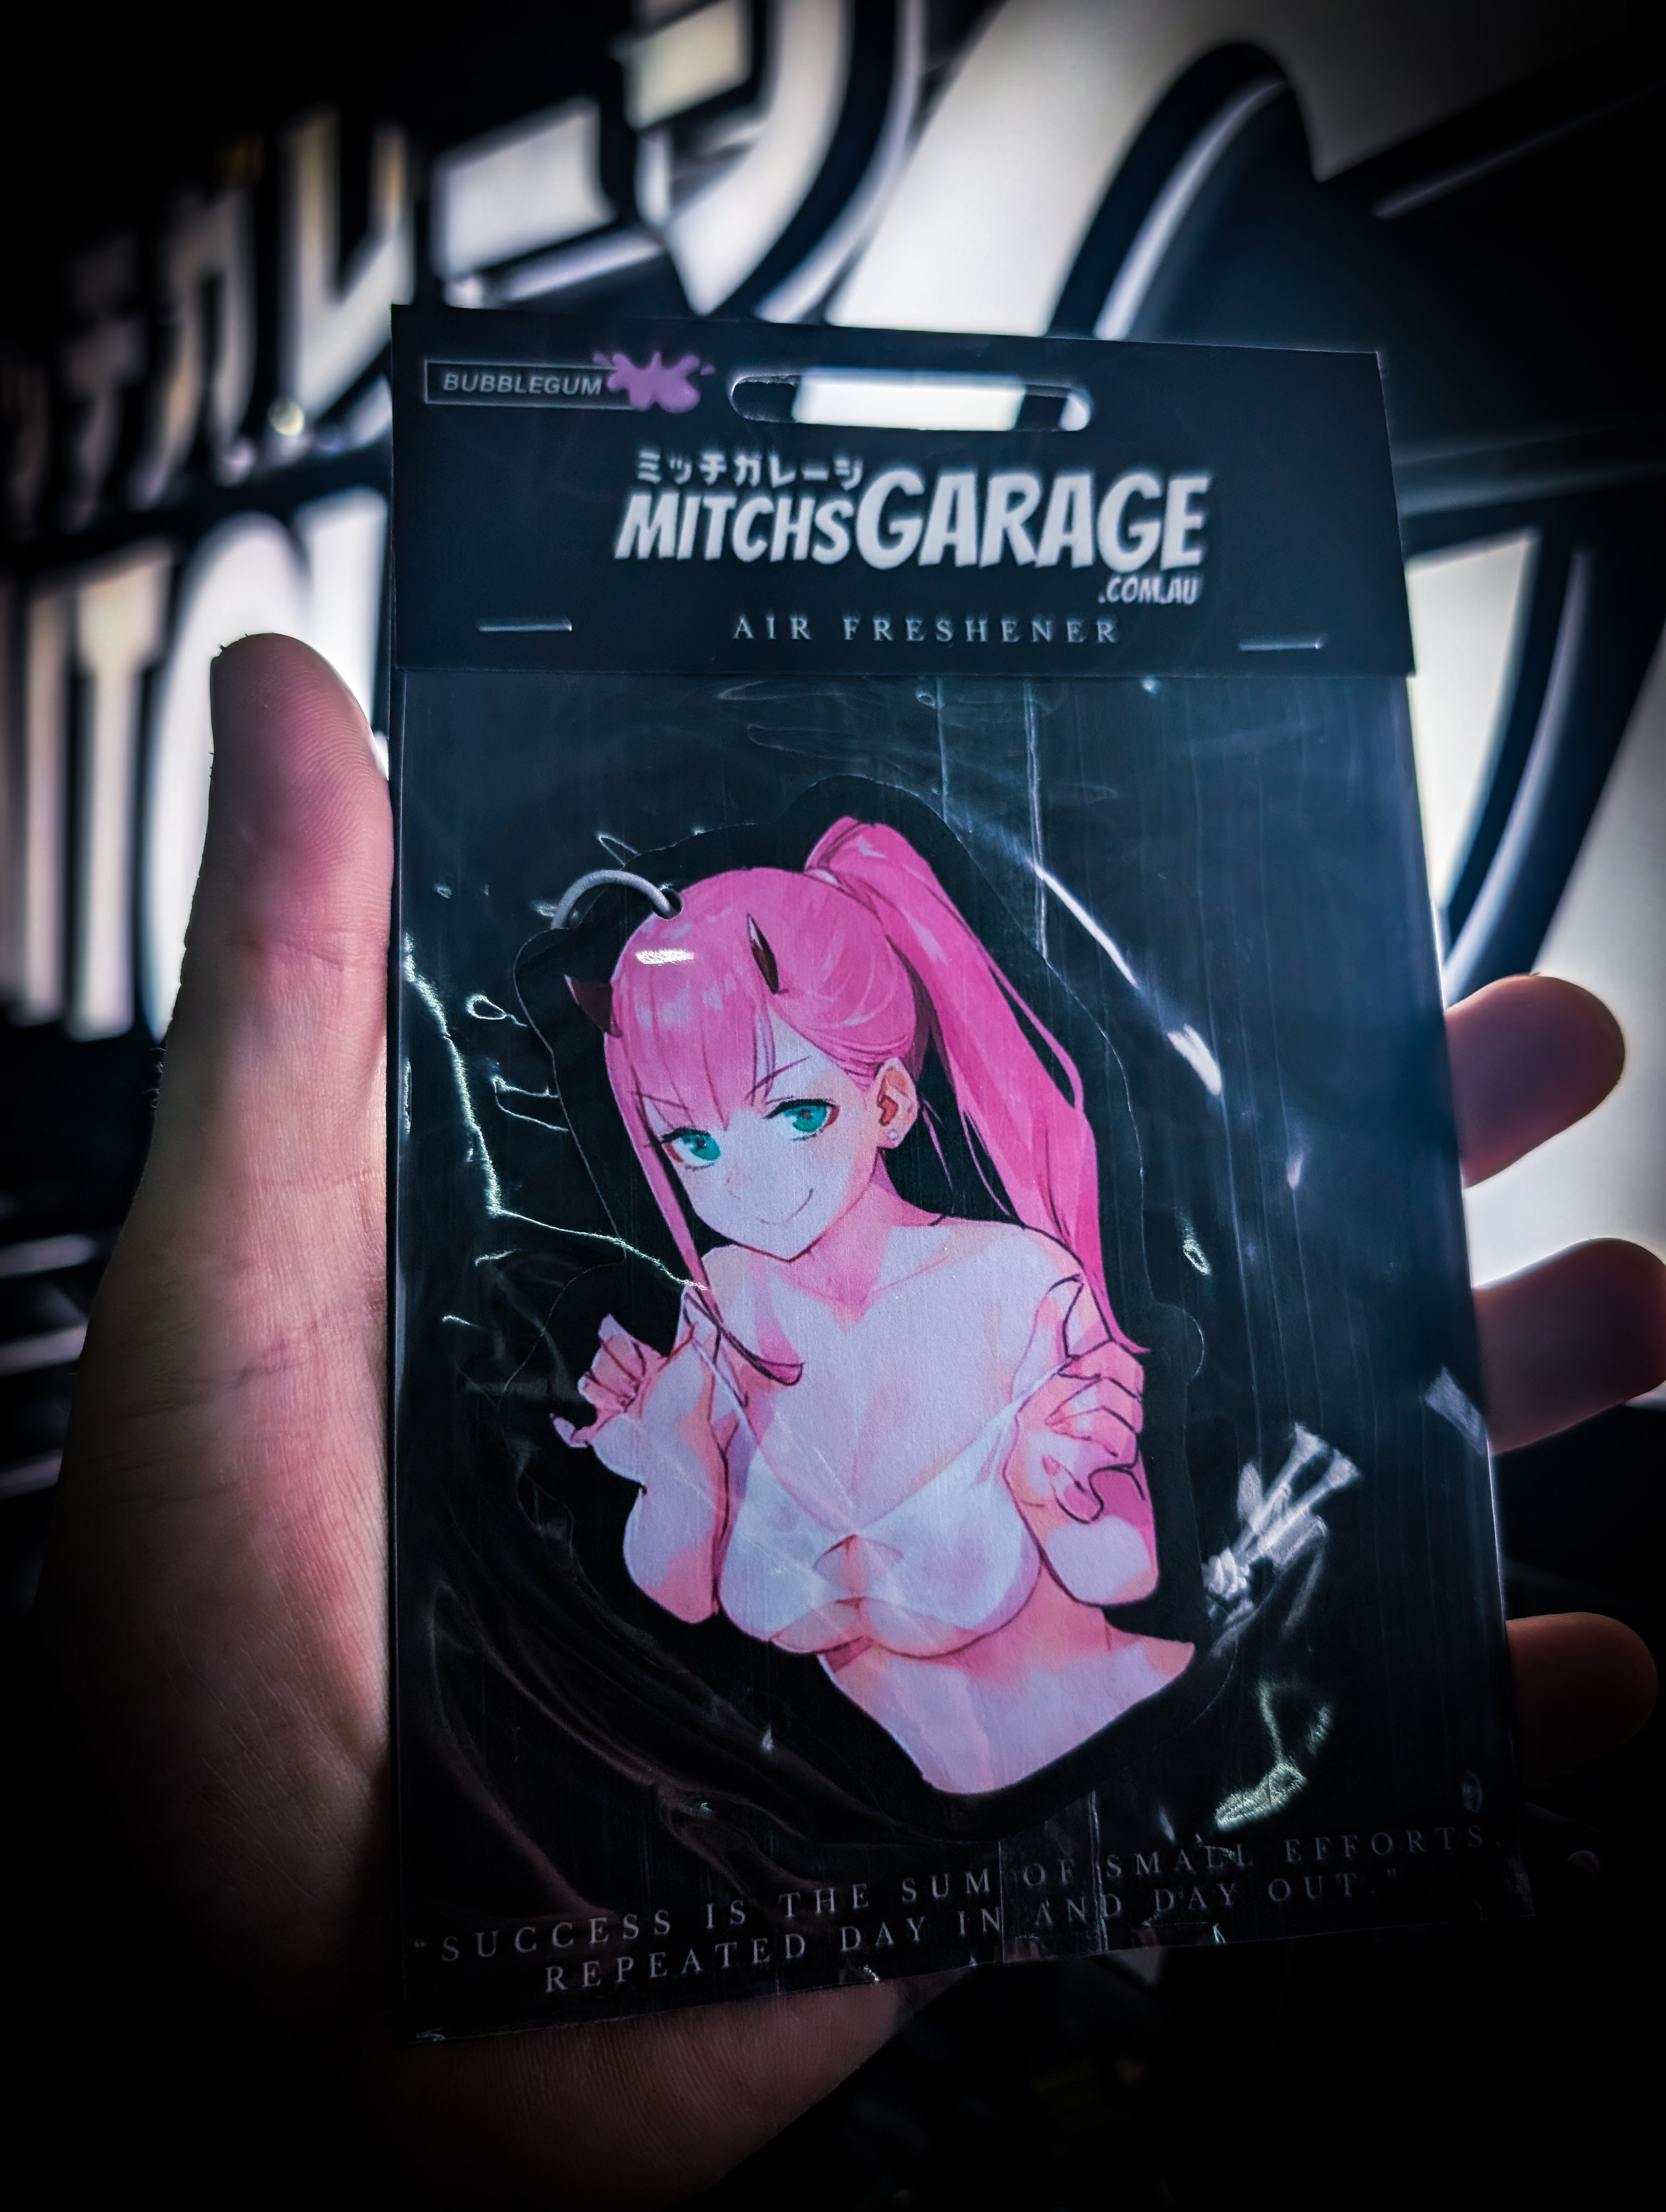 BUBBLEGUM
ミッチガレージ
MITCHSGARAGE
.COM.AU
AIR FRESHENER
"SUCCESS IS THE SUM OF SMALL EFFORTS,
REPEATED DAY IN AND DAY OUT."